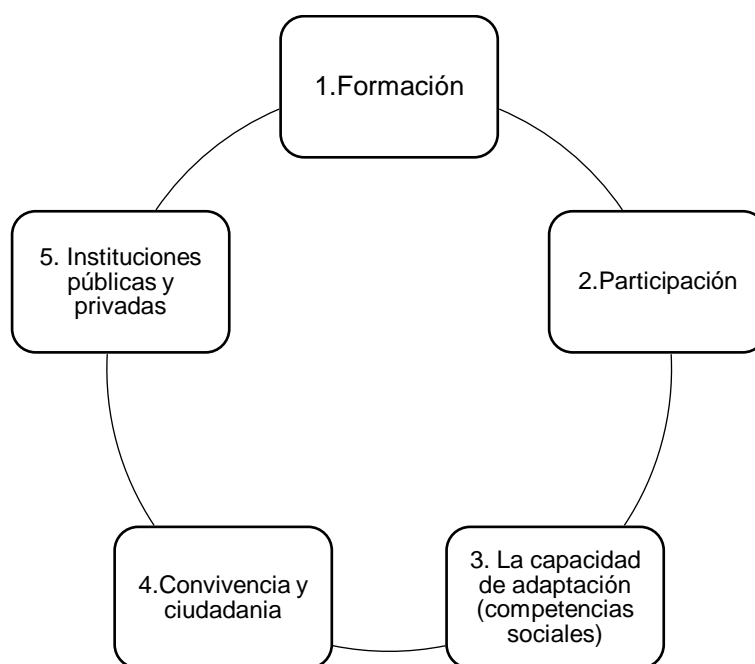 1.Formación
2.Participación
3. La capacidad
de adaptación
(competencias
sociales)
4.Convivencia y
ciudadania
5. Instituciones
públicas y
privadas